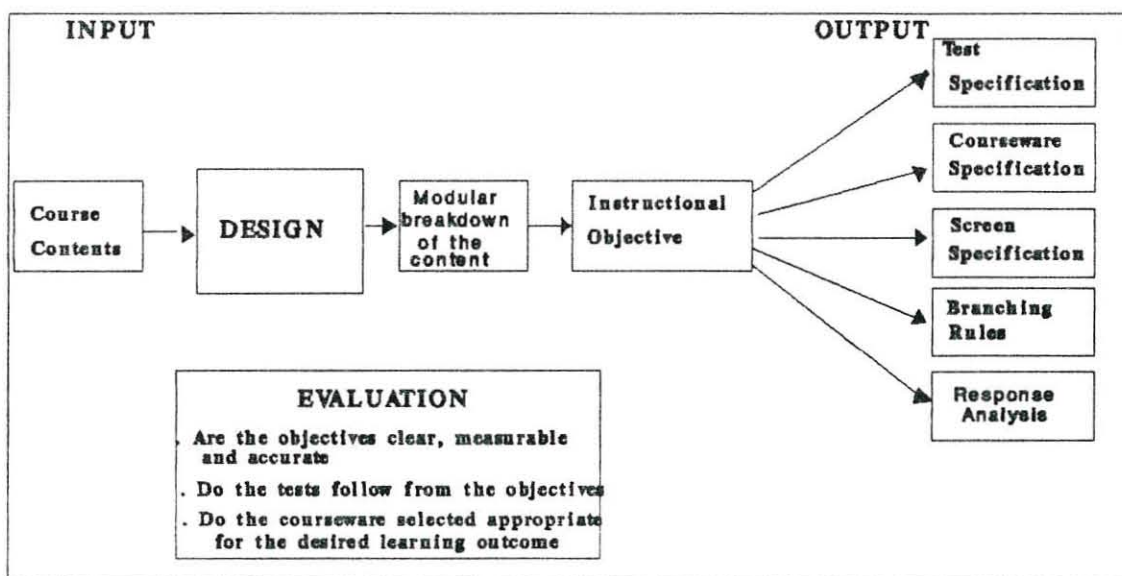 INPUT
OUTPUT
Course
Contents
DESIGN
Modular
breakdown
of the
content
Instructional
Objective
Test
Specification
Courseware
Specification
Screen
Specification
Branching
Rules
Response
Analysis
EVALUATION
. Are the objectives clear, measurable
and accurate
. Do the tests follow from the objectives
. Do the courseware selected appropriate
for the desired learning outcome